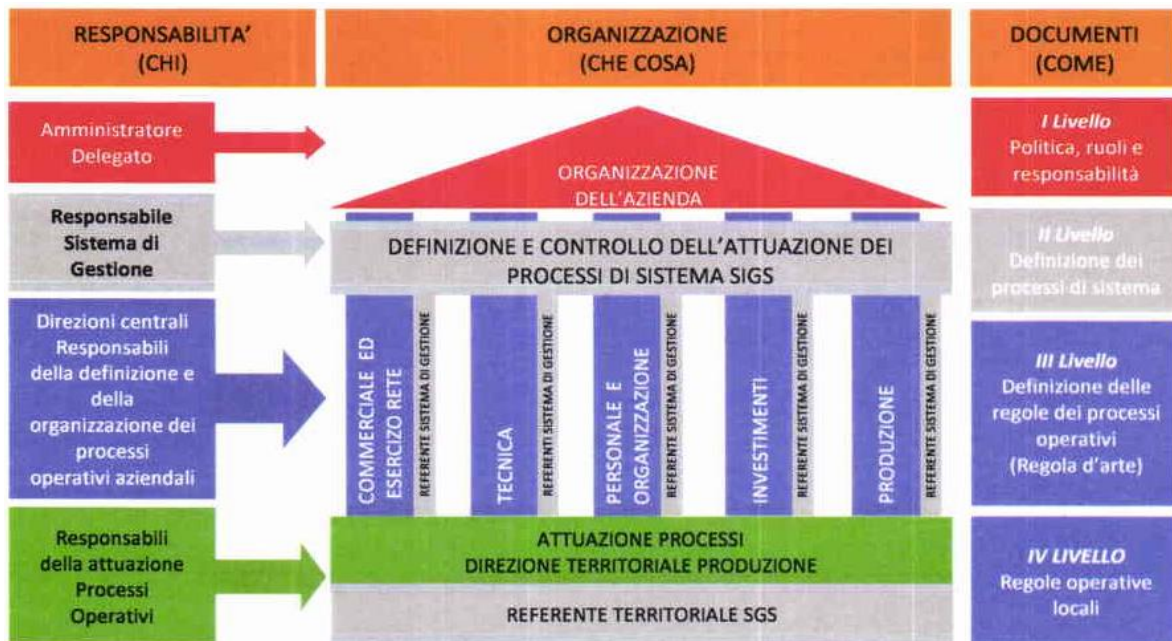 RESPONSABILITA'
(CHI)
ORGANIZZAZIONE
(CHE COSA)
DOCUMENTI
(COME)
Amministratore
Delegato
ORGANIZZAZIONE
DELL'AZIENDA
I Livello
Politica, ruoli e
responsabilità
Responsabile
Sistema di
Gestione
DEFINIZIONE E CONTROLLO DELL'ATTUAZIONE DEI
PROCESSI DI SISTEMA SIGS
II Livello
Definizione dei
processi di sistema
Direzioni centrali
Responsabili
della definizione e
della
organizzazione dei
processi
operativi aziendali
COMMERCIALE ED
ESERCIZO RETE
REFERENTE SISTEMA DI GESTIONE
TECNICA
REFERENTI SISTEMA DI GESTIONE
PERSONALE E
ORGANIZZAZIONE
REFERENTE SISTEMA DI GESTIONE
INVESTIMENTI
REFERENTE SISTEMA DI GESTIONE
PRODUZIONE
REFERENTE SISTEMA DI GESTIONE
III Livello
Definizione delle
regole dei processi
operativi
(Regola d'arte)
Responsabili
della attuazione
Processi
Operativi
ATTUAZIONE PROCESSI
DIREZIONE TERRITORIALE PRODUZIONE
REFERENTE TERRITORIALE SGS
IV LIVELLO
Regole operative
locali